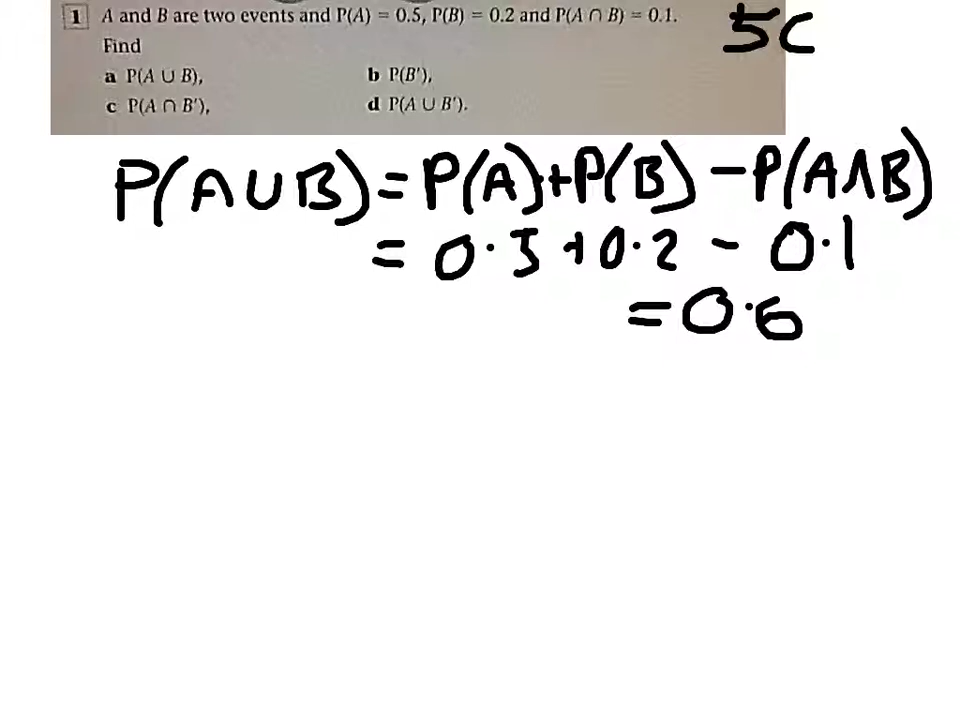 1 A and B are two events and P(A) = 0.5, P(B) = 0.2 and P(A ∩ B) = 0.1.
5C
Find
a P(A ∪ B), b P(B′),
c P(A ∩ B′), d P(A ∪ B′).
P(A∪B) = P(A) + P(B) - P(A∩B)
= 0.5 + 0.2 - 0.1
= 0.6